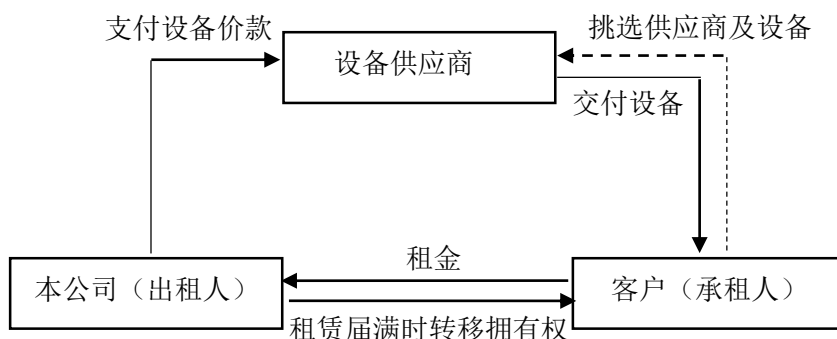 支付设备价款
挑选供应商及设备
设备供应商
交付设备
租金
本公司（出租人）
客户（承租人）
租赁届满时转移拥有权